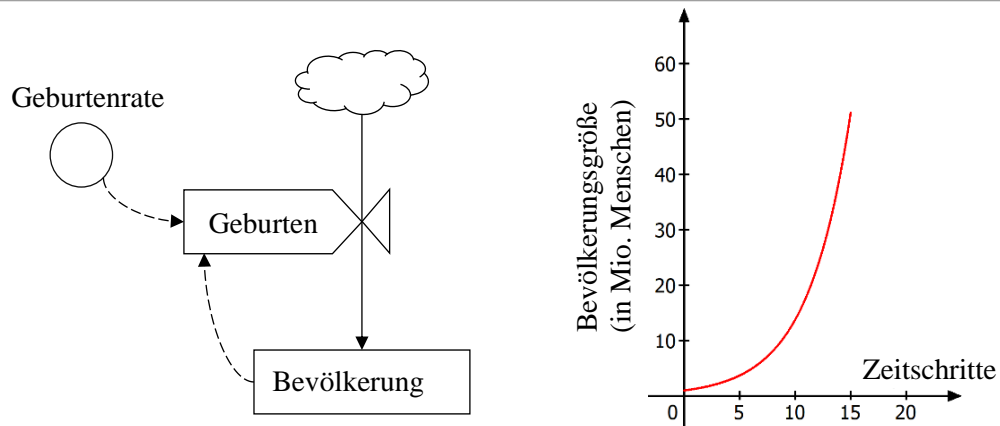 Geburtenrate
Geburten
Bevölkerung
Bevölkerungsgröße
(in Mio. Menschen)
60
50
40
30
20
10
Zeitschritte
0
5
10
15
20